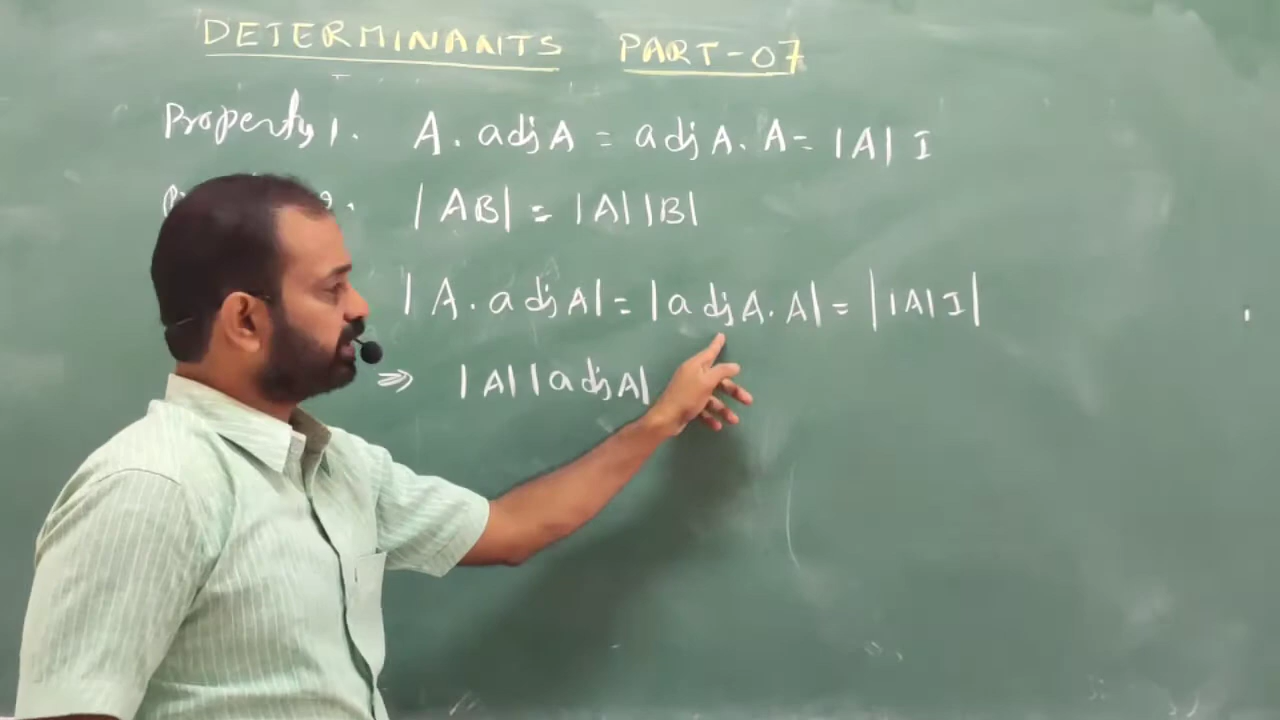 DETERMINANTS PART-07
Property 1. A. adj A = adj A. A = |A| I
|AB| = |A| |B|
|A. adj A| = |adj A. A| = ||A| I|
⇒ |A| |adj A|